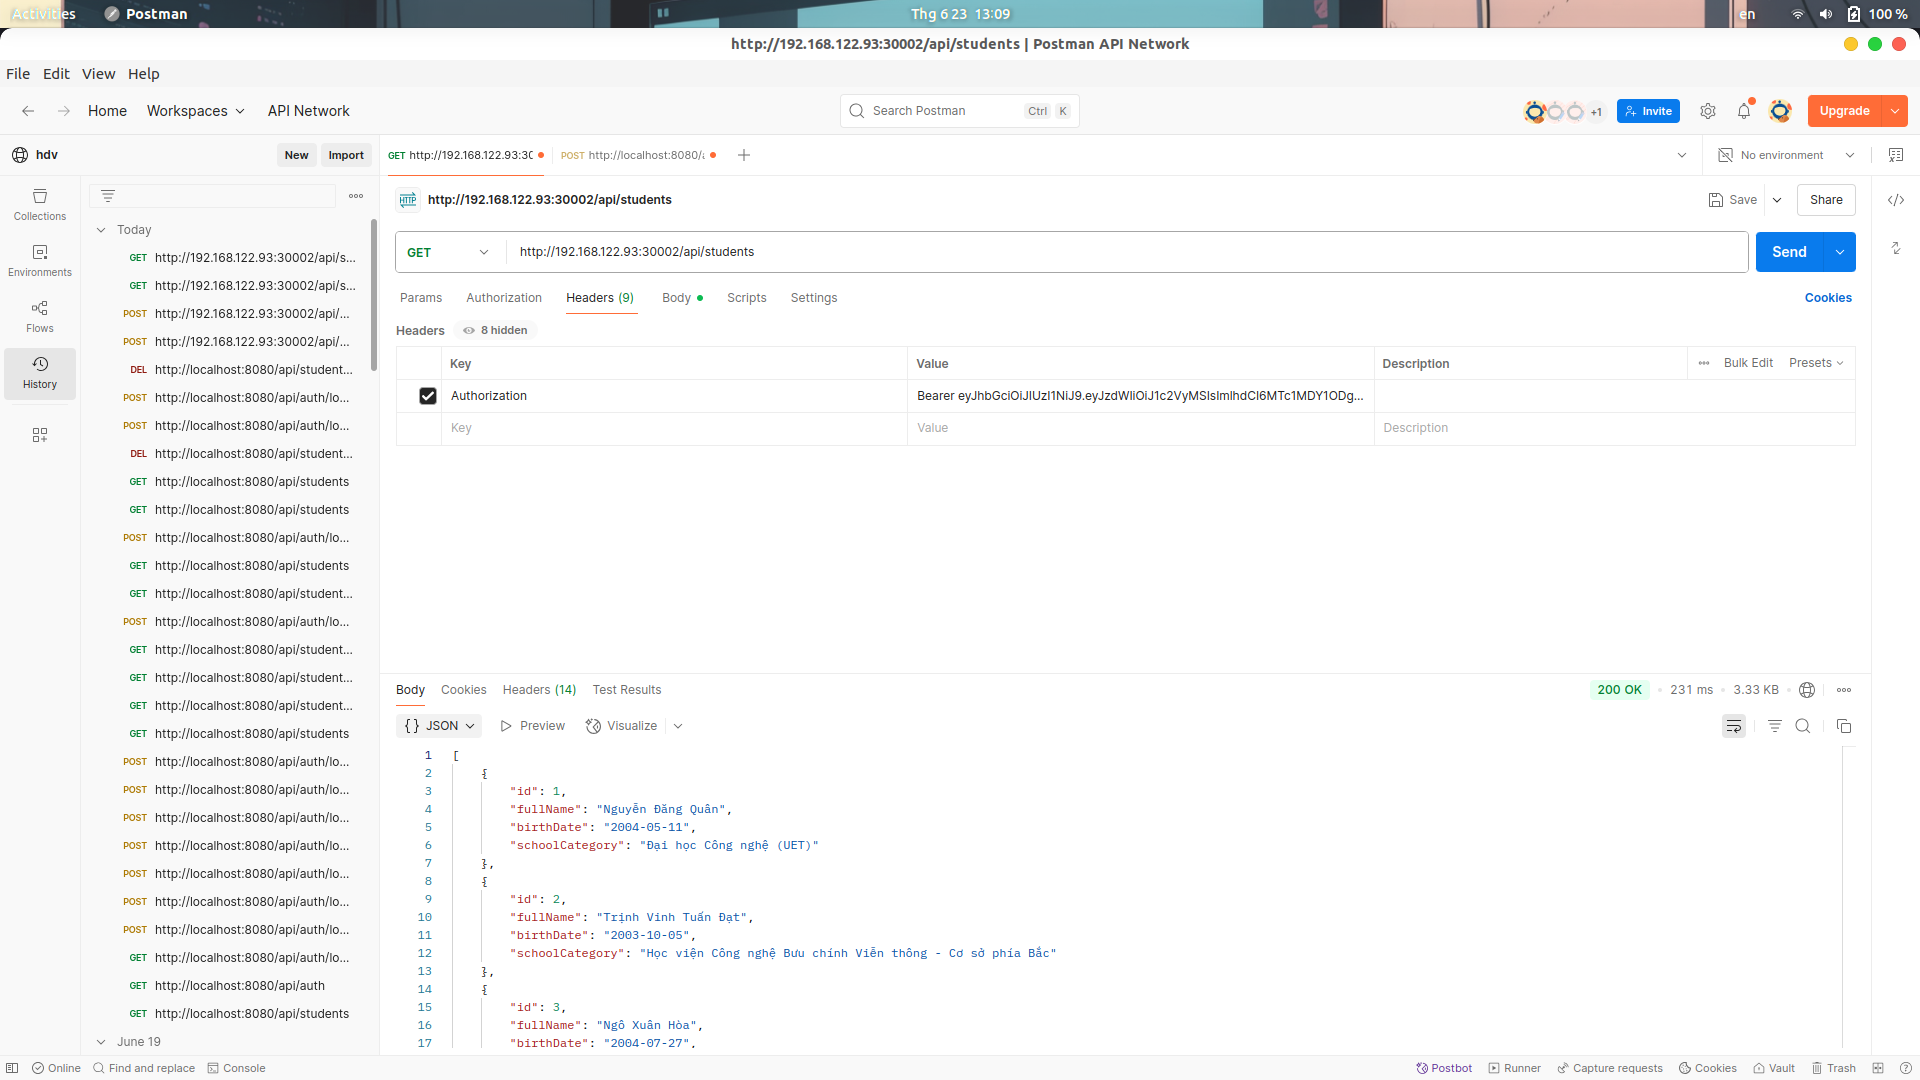 Activities Postman Thg 6 23 13:09 en 100 %
http://192.168.122.93:30002/api/students | Postman API Network
File Edit View Help
Home Workspaces API Network Search Postman Ctrl K +1 Invite Upgrade
hdv New Import GET http://192.168.122.93:30 POST http://localhost:8080/ No environment
Collections
Environments
Flows
History
Today
GET http://192.168.122.93:30002/api/s...
GET http://192.168.122.93:30002/api/s...
POST http://192.168.122.93:30002/api/...
POST http://192.168.122.93:30002/api/...
DEL http://localhost:8080/api/student...
POST http://localhost:8080/api/auth/lo...
POST http://localhost:8080/api/auth/lo...
DEL http://localhost:8080/api/student...
GET http://localhost:8080/api/students
GET http://localhost:8080/api/students
POST http://localhost:8080/api/auth/lo...
GET http://localhost:8080/api/students
GET http://localhost:8080/api/student...
POST http://localhost:8080/api/auth/lo...
GET http://localhost:8080/api/student...
GET http://localhost:8080/api/student...
GET http://localhost:8080/api/student...
GET http://localhost:8080/api/students
POST http://localhost:8080/api/auth/lo...
POST http://localhost:8080/api/auth/lo...
POST http://localhost:8080/api/auth/lo...
POST http://localhost:8080/api/auth/lo...
POST http://localhost:8080/api/auth/lo...
POST http://localhost:8080/api/auth/lo...
POST http://localhost:8080/api/auth/lo...
GET http://localhost:8080/api/auth/lo...
GET http://localhost:8080/api/auth
GET http://localhost:8080/api/students
June 19
HTTP http://192.168.122.93:30002/api/students Save Share
GET http://192.168.122.93:30002/api/students Send
Params Authorization Headers (9) Body Scripts Settings Cookies
Headers 8 hidden
Key Value Description Bulk Edit Presets
Authorization Bearer eyJhbGciOiJIUzI1NiJ9.eyJzdWIiOiJ1c2VyMSIsImlhdCI6MTc1MDY1ODg...
Key Value Description
Body Cookies Headers (14) Test Results 200 OK 231 ms 3.33 KB
{} JSON Preview Visualize
1 [
2 {
3 "id": 1,
4 "fullName": "Nguyễn Đăng Quân",
5 "birthDate": "2004-05-11",
6 "schoolCategory": "Đại học Công nghệ (UET)"
7 },
8 {
9 "id": 2,
10 "fullName": "Trịnh Vinh Tuấn Đạt",
11 "birthDate": "2003-10-05",
12 "schoolCategory": "Học viện Công nghệ Bưu chính Viễn thông - Cơ sở phía Bắc"
13 },
14 {
15 "id": 3,
16 "fullName": "Ngô Xuân Hòa",
17 "birthDate": "2004-07-27",
Online Find and replace Console Postbot Runner Capture requests Cookies Vault Trash